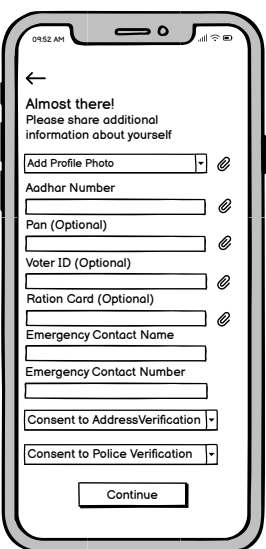 09:52 AM
Almost there!
Please share additional
information about yourself
Add Profile Photo
Aadhar Number
Pan (Optional)
Voter ID (Optional)
Ration Card (Optional)
Emergency Contact Name
Emergency Contact Number
Consent to AddressVerification
Consent to Police Verification
Continue